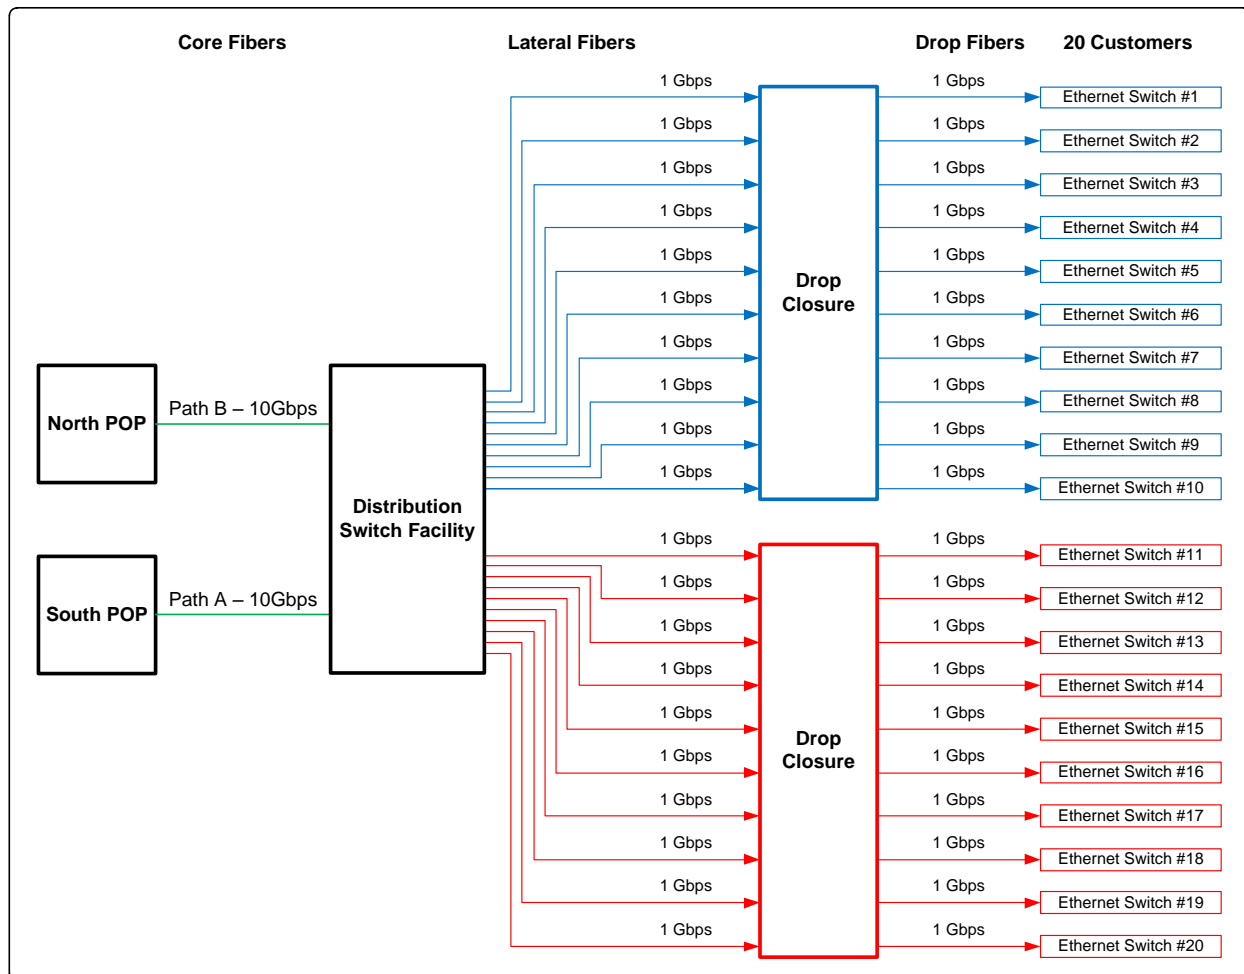 Core Fibers
Lateral Fibers
Drop Fibers
20 Customers
1 Gbps
1 Gbps
Ethernet Switch #1
1 Gbps
1 Gbps
Ethernet Switch #2
1 Gbps
1 Gbps
Ethernet Switch #3
1 Gbps
1 Gbps
Ethernet Switch #4
1 Gbps
1 Gbps
Ethernet Switch #5
Drop
Closure
1 Gbps
1 Gbps
Ethernet Switch #6
1 Gbps
1 Gbps
Ethernet Switch #7
1 Gbps
1 Gbps
Ethernet Switch #8
1 Gbps
1 Gbps
Ethernet Switch #9
1 Gbps
1 Gbps
Ethernet Switch #10
North POP
Path B – 10Gbps
Distribution
Switch Facility
South POP
Path A – 10Gbps
1 Gbps
1 Gbps
Ethernet Switch #11
1 Gbps
1 Gbps
Ethernet Switch #12
1 Gbps
1 Gbps
Ethernet Switch #13
1 Gbps
1 Gbps
Ethernet Switch #14
1 Gbps
1 Gbps
Ethernet Switch #15
Drop
Closure
1 Gbps
1 Gbps
Ethernet Switch #16
1 Gbps
1 Gbps
Ethernet Switch #17
1 Gbps
1 Gbps
Ethernet Switch #18
1 Gbps
1 Gbps
Ethernet Switch #19
1 Gbps
1 Gbps
Ethernet Switch #20